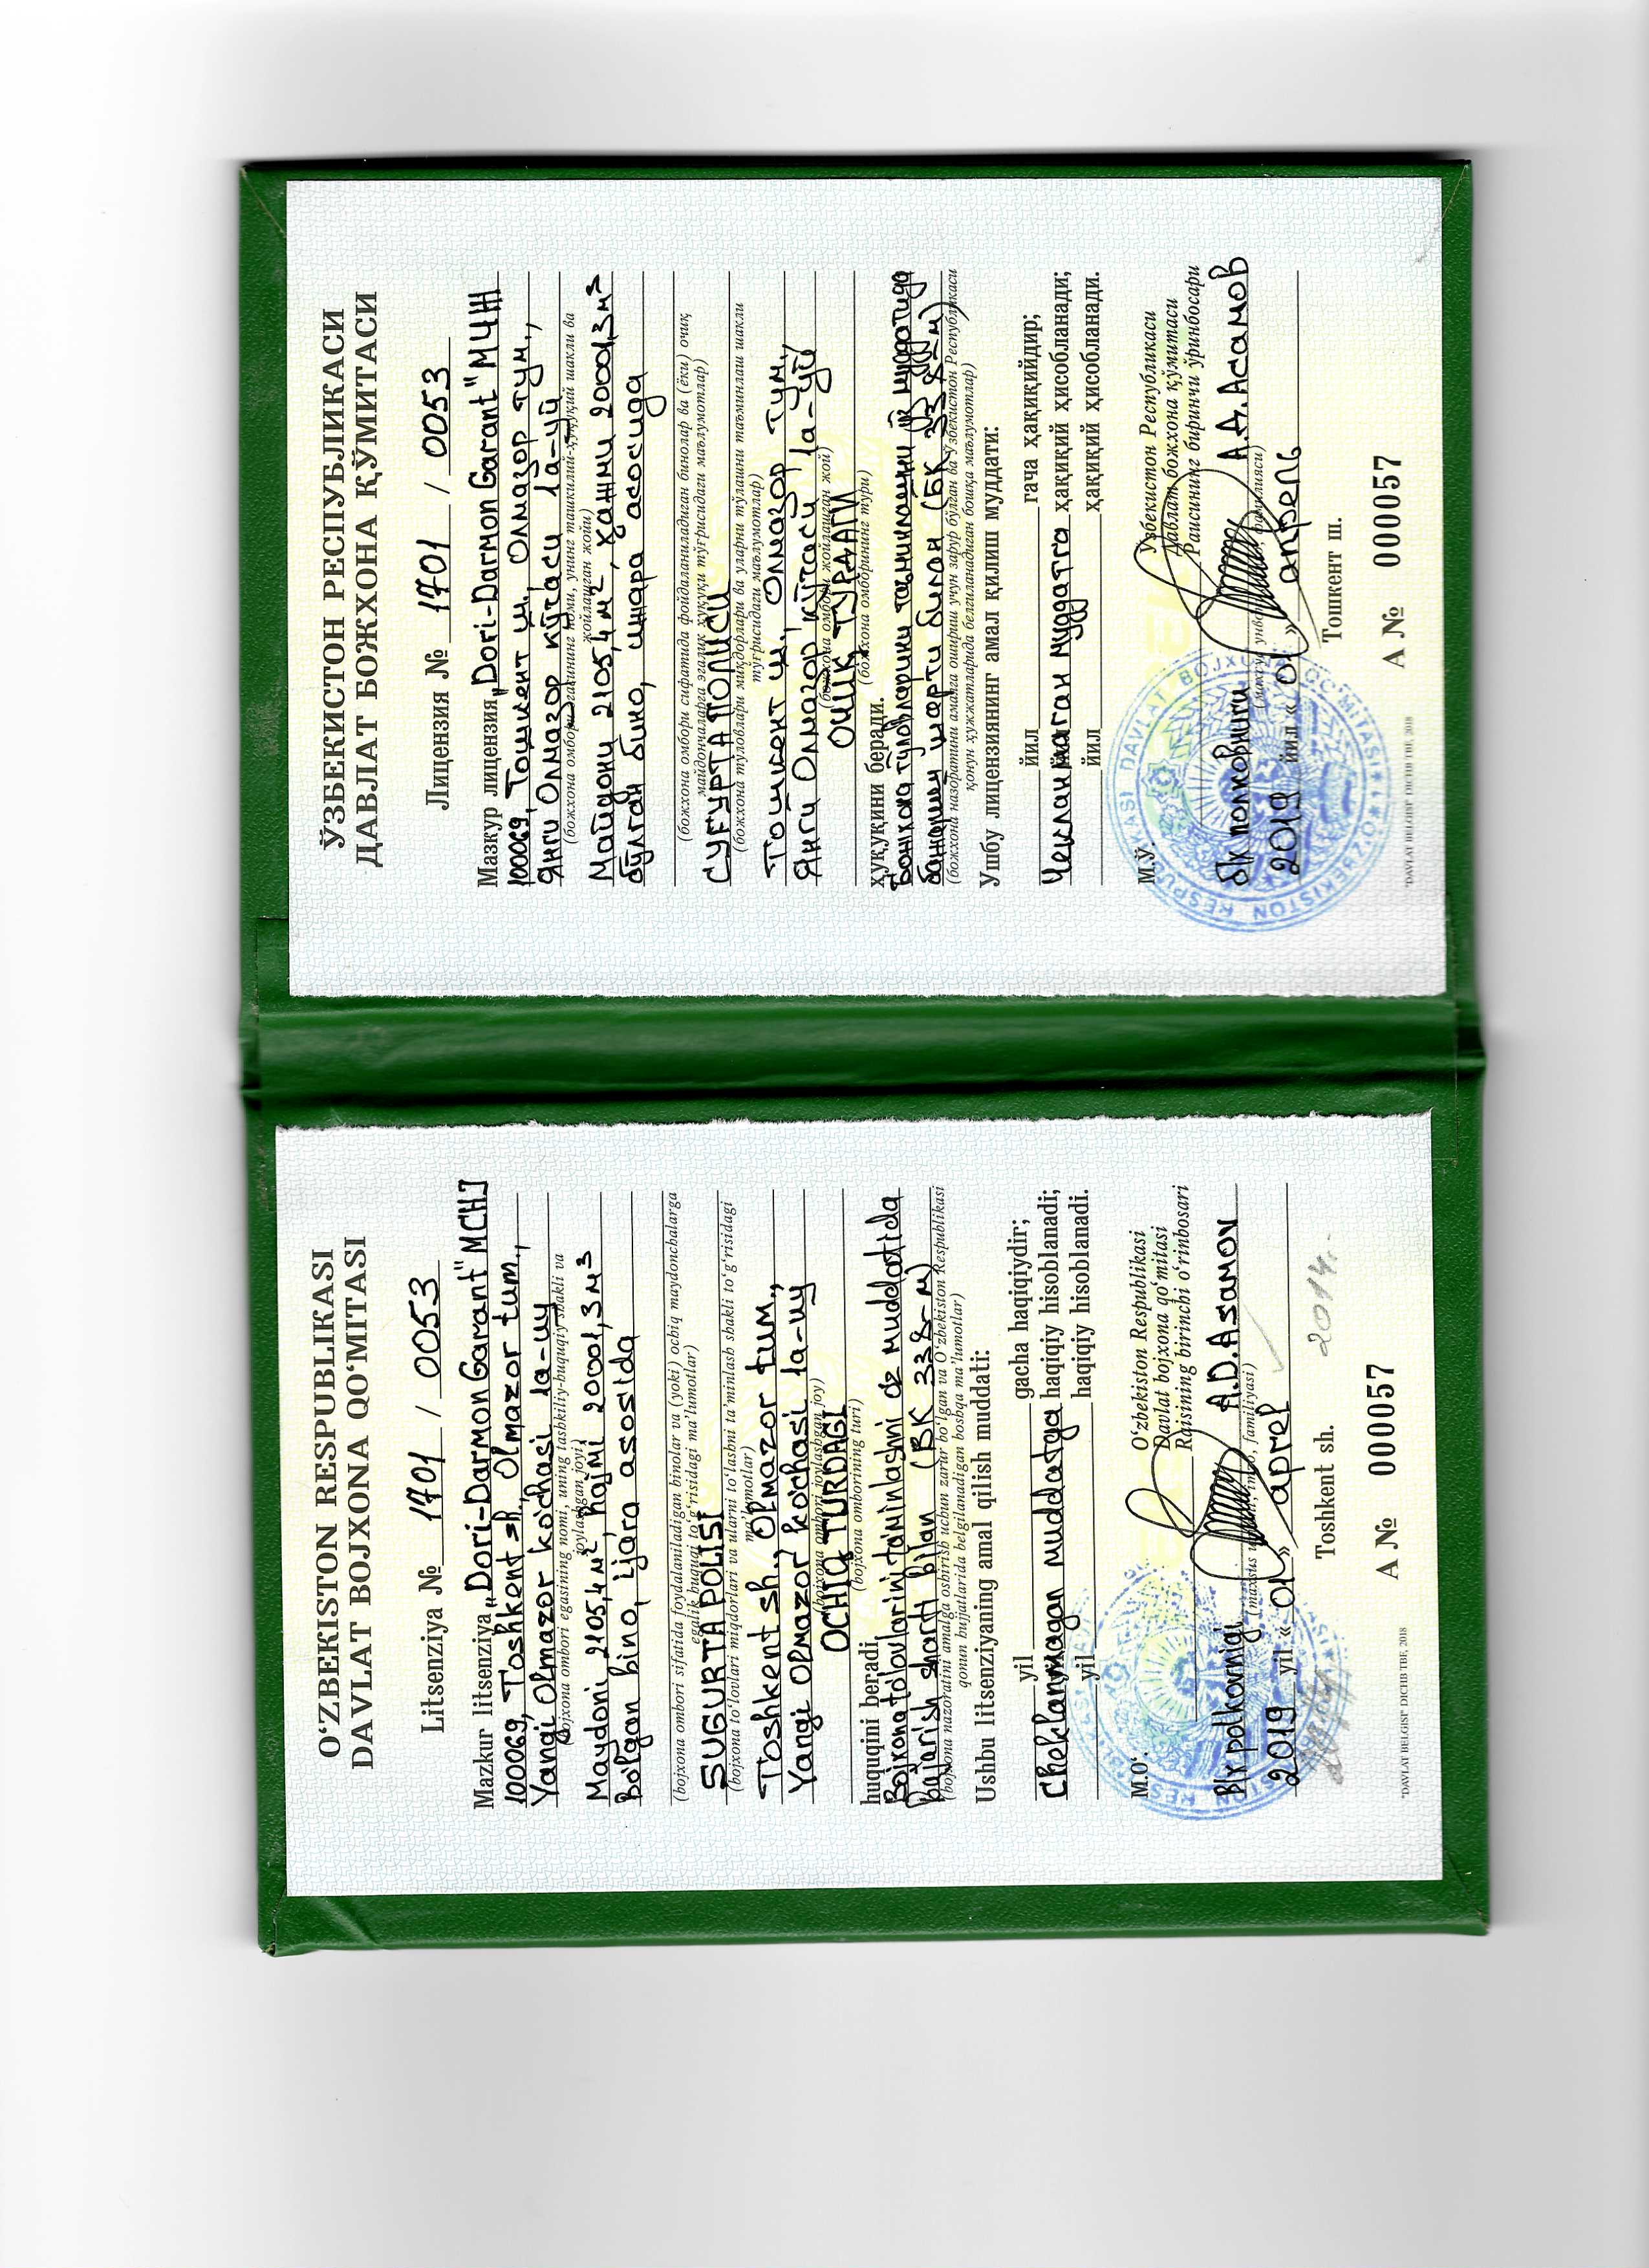 O‘ZBEKISTON RESPUBLIKASI
DAVLAT BOJXONA QO‘MITASI
Litsenziya № 1701 / 0053
Mazkur litsenziya „Dori-Darmon Garant" MCHJ
100069, Toshkent sh, Olmazor tum.,
Yangi Olmazor ko'chasi 1a-uy
(bojxona ombori egasining nomi, uning tashkiliy-huquqiy shakli va
joylashgan joyi)
Maydoni 2105,4 м², hajmi 20001,3 м³
Bo'lgan bino, ijara asosida
(bojxona ombori sifatida foydalaniladigan binolar va (yoki) ochiq maydonchalarga
egalik huquqi to‘g‘risidagi ma’lumotlar)
SUGURTA POLISI
(bojxona to‘lovlari miqdorlari va ularni to‘lashni ta’minlash shakli to‘g‘risidagi
ma’lumotlar)
Toshkent sh., Olmazor tum.,
Yangi Olmazor kochasi 1a-uy
(bojxona ombori joylashgan joy)
OCHIQ TURDAGI
(bojxona omborining turi)
huquqini beradi.
Bojxona tolovlarini ta'minlashni oz muddatida
Bajarish sharti bilan (BK 338-м)
(bojxona nazoratini amalga oshirish uchun zarur bo‘lgan va O‘zbekiston Respublikasi
qonun hujjatlarida belgilanadigan boshqa ma’lumotlar)
Ushbu litsenziyaning amal qilish muddati:
yil gacha haqiqiydir;
Cheklanmagan muddatga haqiqiy hisoblanadi;
yil haqiqiy hisoblanadi.
M.O‘.
O‘zbekiston Respublikasi
Davlat bojxona qo‘mitasi
Raisining birinchi o‘rinbosari
B/x polkovnigi A.D.Asamov
(maxsus unvoni, imzo, familiyasi)
2019 yil « 01 » aprel
Toshkent sh.
2014г.
A № 000057
"DAVLAT BELGISI" DICHB TBF, 2018
ЎЗБЕКИСТОН РЕСПУБЛИКАСИ
ДАВЛАТ БОЖХОНА ҚЎМИТАСИ
Лицензия № 1701 / 0053
Мазкур лицензия „Dori-Darmon Garant" МЧЖ
100069, Тошкент ш., Олмазор тум.,
Янги Олмазор кўчаси 1а-уй
(божхона омбори эгасининг номи, унинг ташкилий-ҳуқуқий шакли ва
жойлашган жойи)
Майдони 2105,4 м², ҳажми 20001,3 м³
бўлган бино, ижара асосида
(божхона омбори сифатида фойдаланиладиган бинолар ва (ёки) очиқ
майдончаларга эгалик ҳуқуқи тўғрисидаги маълумотлар)
СУҒУРТА ПОЛИСИ
(божхона тўловлари миқдорлари ва уларни тўлашни таъминлаш шакли
тўғрисидаги маълумотлар)
Тошкент ш., Олмазор тум.,
Янги Олмазор кўчаси, 1а-уй
(божхона омбори жойлашган жой)
ОЧИҚ ТУРДАГИ
(божхона омборининг тури)
ҳуқуқини беради.
Божхона тўловларини таъминлашни ўз муддатида
бажариш шарти билан (БК 338-м)
(божхона назоратини амалга ошириш учун зарур бўлган ва Ўзбекистон Республикаси
қонун ҳужжатларида белгиланадиган бошқа маълумотлар)
Ушбу лицензиянинг амал қилиш муддати:
йил гача ҳақиқийдир;
Чекланмаган муддатга ҳақиқий ҳисобланади;
йил ҳақиқий ҳисобланади.
М.Ў.
Ўзбекистон Республикаси
Давлат божхона қўмитаси
Раисининг биринчи ўринбосари
б/х полковниги А.Д.Асамов
(махсус унвони, имзо, фамилияси)
2019 йил « 01 » апрель
Тошкент ш.
A № 000057
"DAVLAT BELGISI" DICHB TBF, 2018